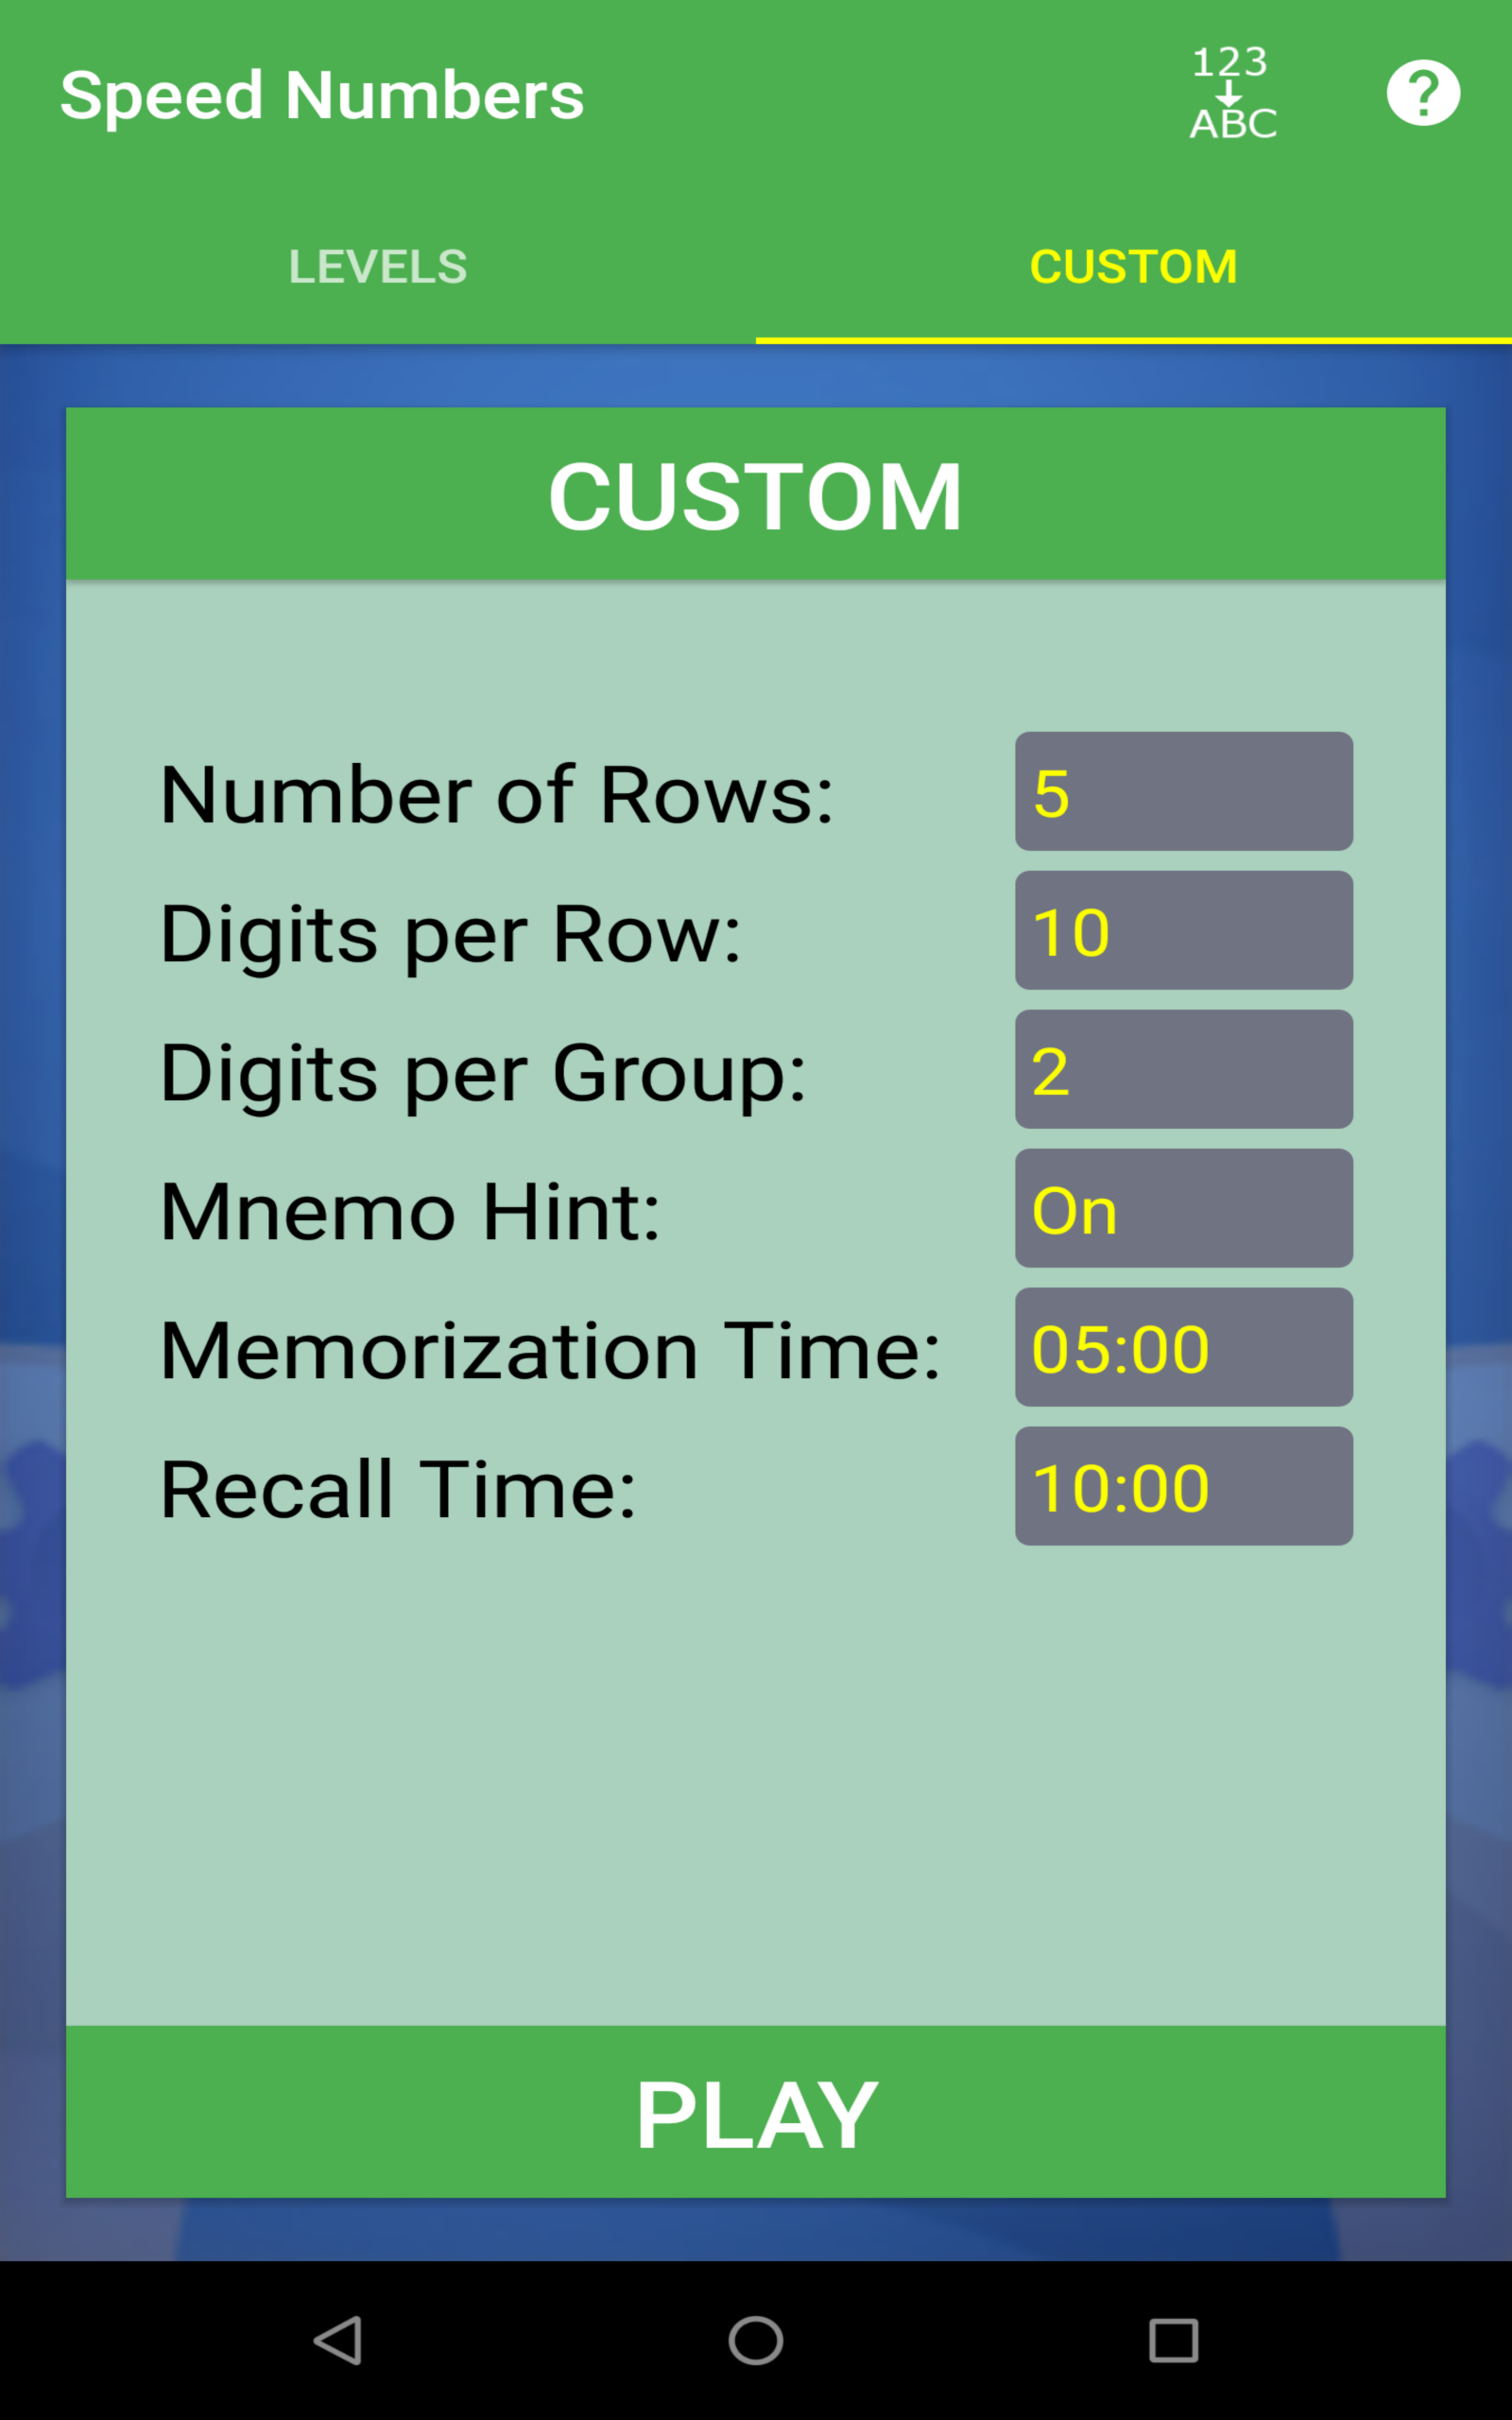 Speed Numbers
123
ABC
?
LEVELS
CUSTOM
CUSTOM
Number of Rows: 5
Digits per Row: 10
Digits per Group: 2
Mnemo Hint: On
Memorization Time: 05:00
Recall Time: 10:00
PLAY